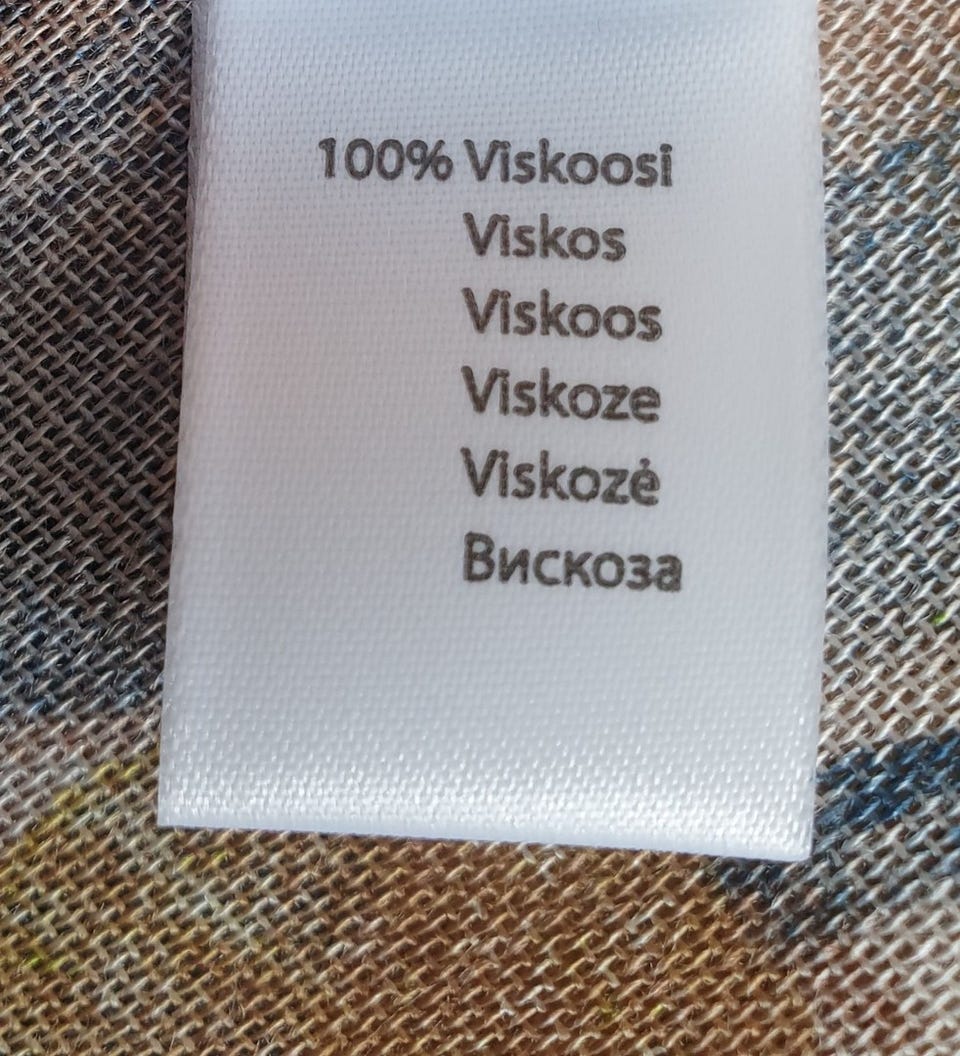 100% Viskoosi
Viskos
Viskoos
Viskoze
Viskozė
Вискоза